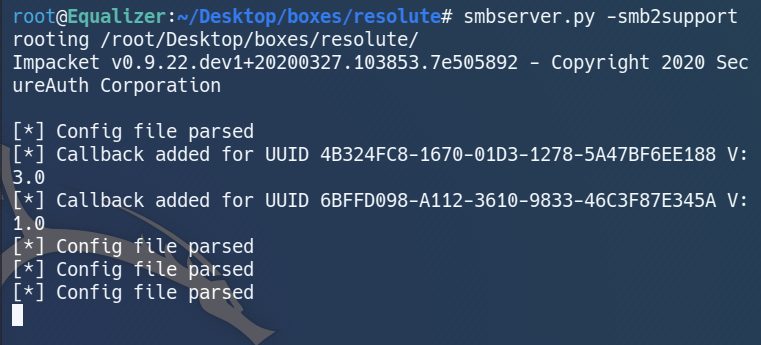 root@Equalizer:~/Desktop/boxes/resolute# smbserver.py -smb2support
rooting /root/Desktop/boxes/resolute/
Impacket v0.9.22.dev1+20200327.103853.7e505892 - Copyright 2020 Sec
ureAuth Corporation
[*] Config file parsed
[*] Callback added for UUID 4B324FC8-1670-01D3-1278-5A47BF6EE188 V:
3.0
[*] Callback added for UUID 6BFFD098-A112-3610-9833-46C3F87E345A V:
1.0
[*] Config file parsed
[*] Config file parsed
[*] Config file parsed